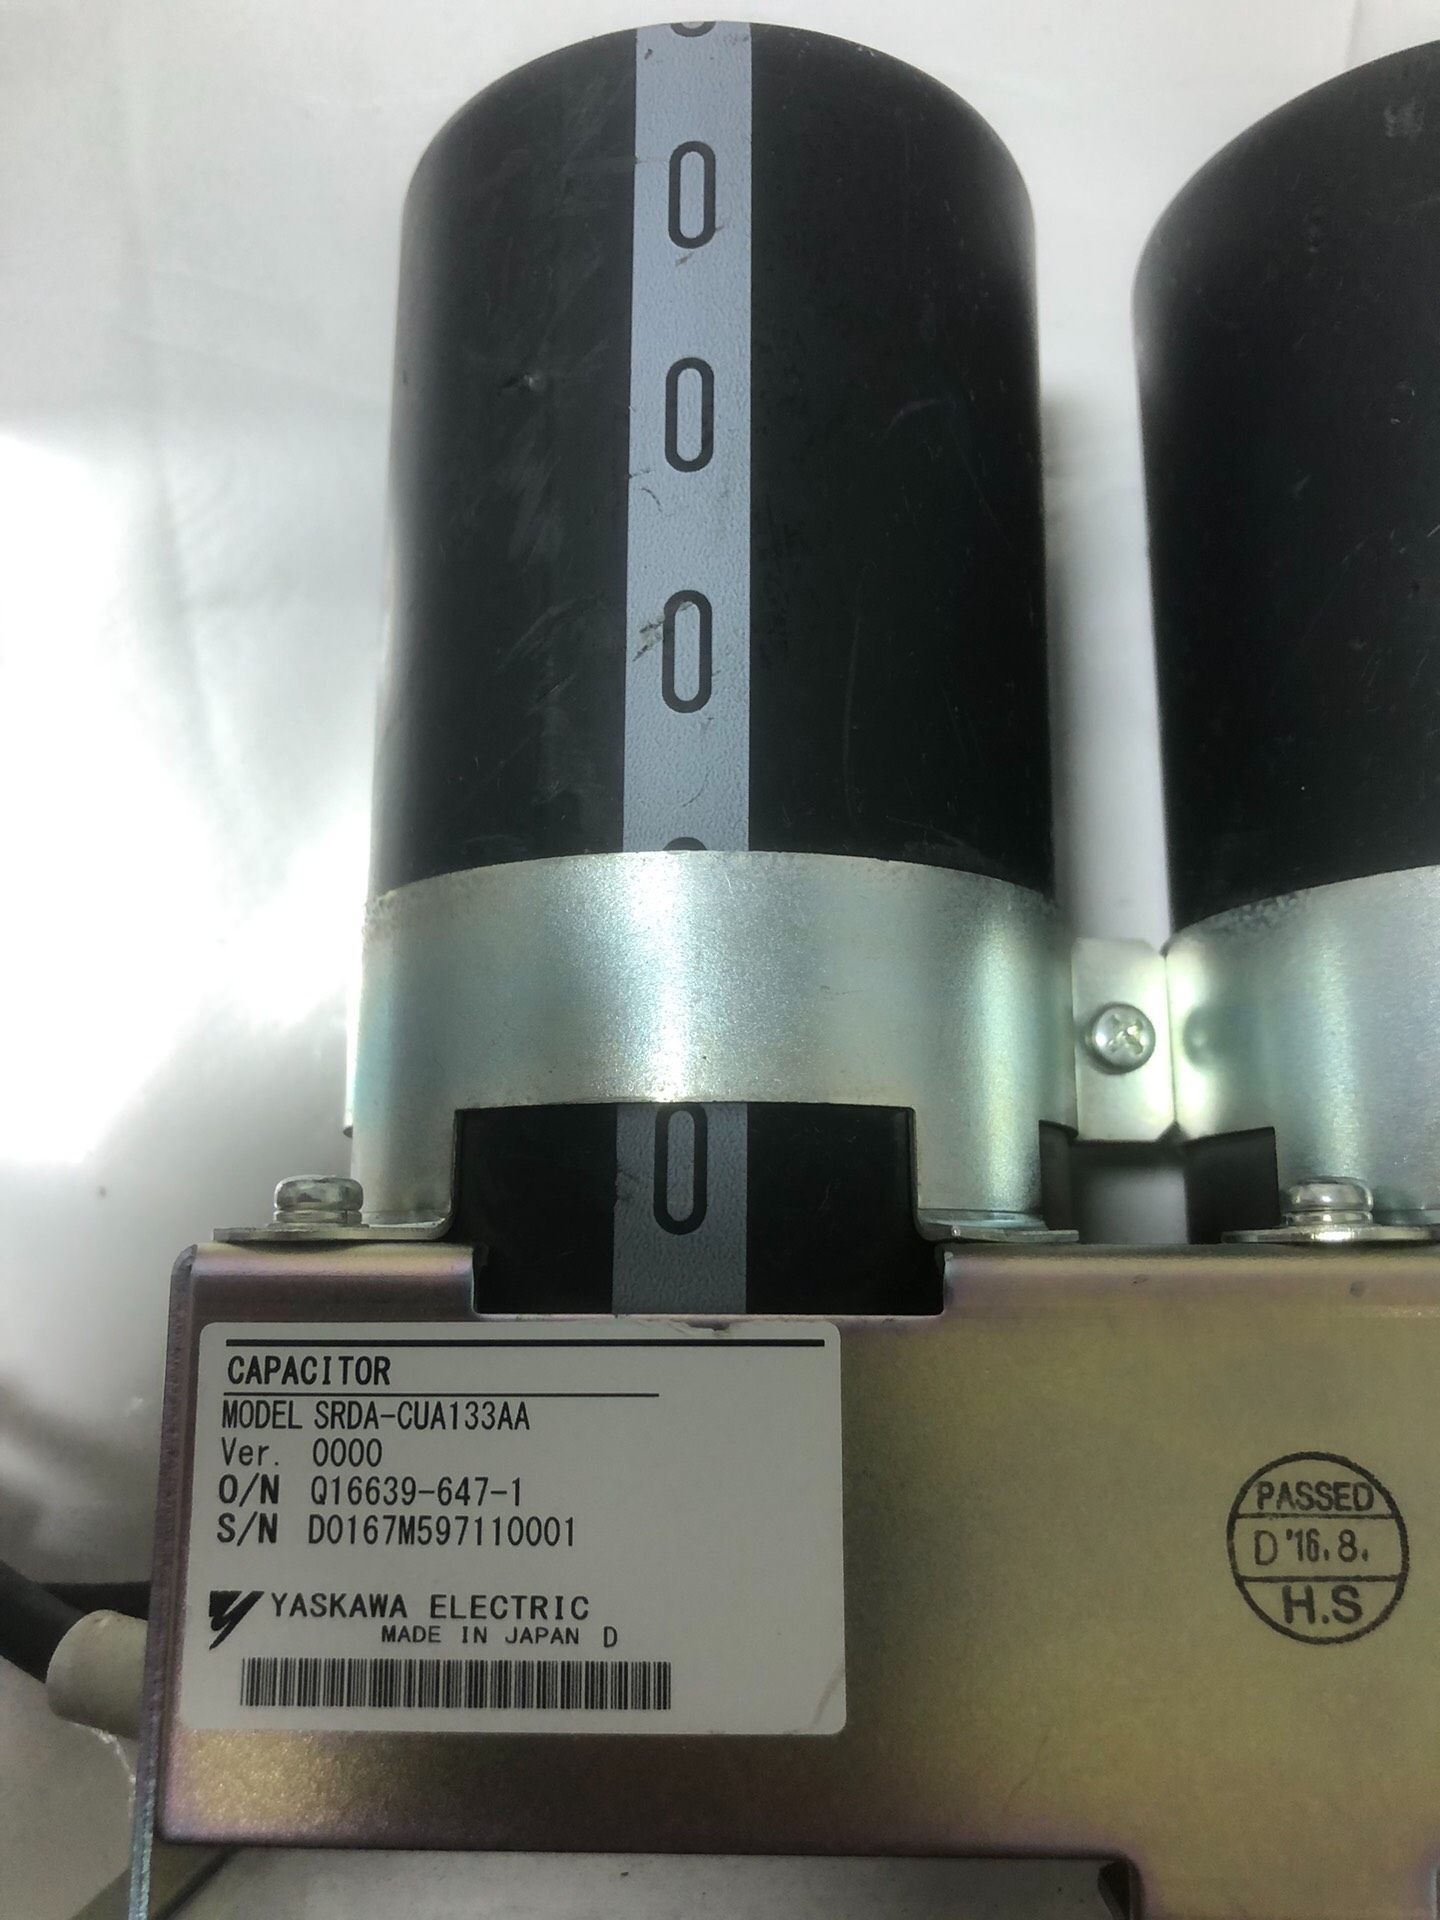 0
0
0
0
CAPACITOR
MODEL SRDA-CUA133AA
Ver. 0000
O/N Q16639-647-1
S/N D0167M597110001
YASKAWA ELECTRIC
MADE IN JAPAN D
PASSED
D '16.8.
H.S